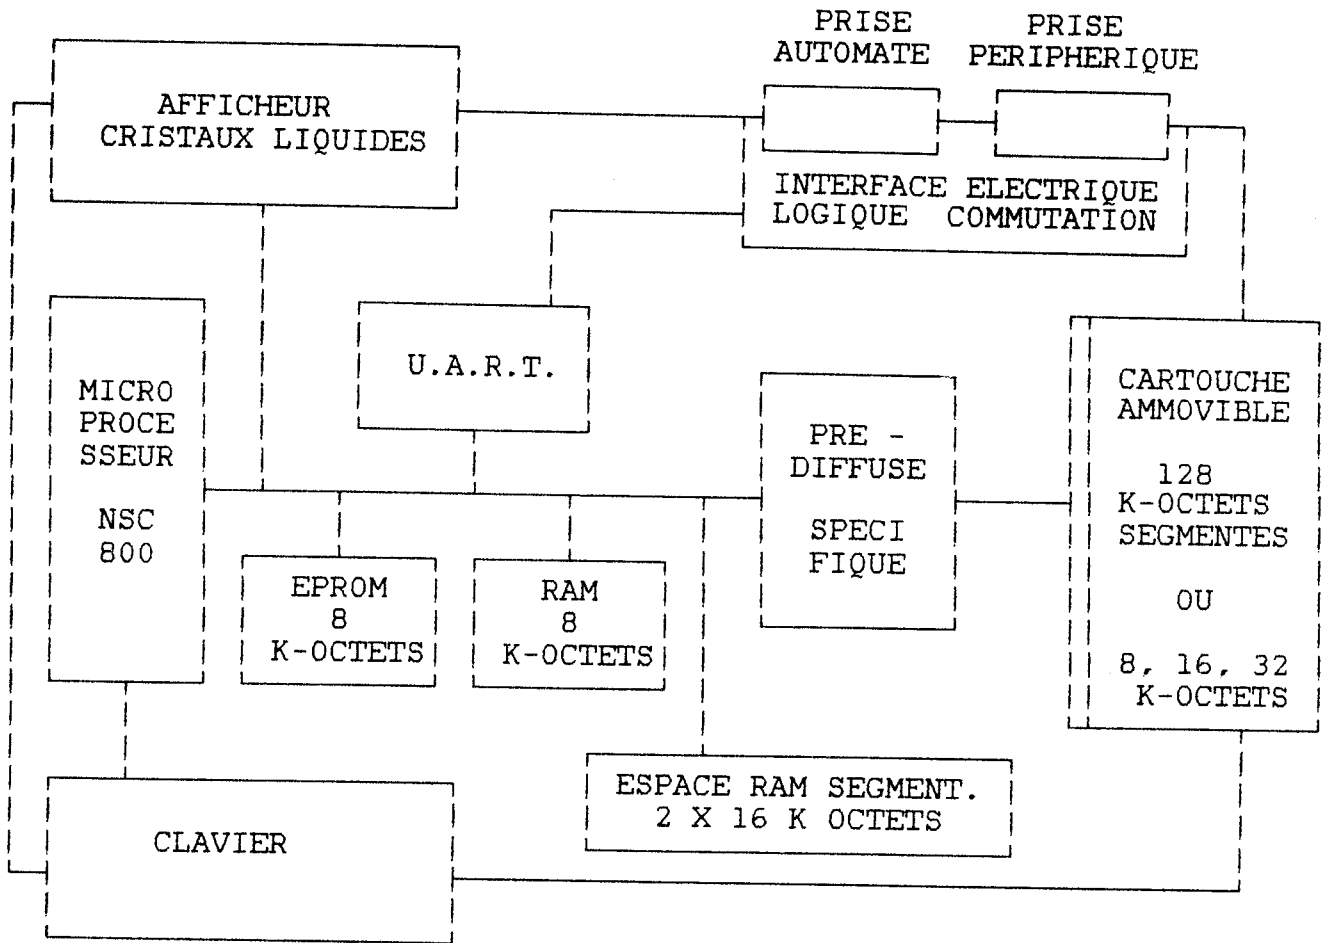 PRISE
AUTOMATE
PRISE
PERIPHERIQUE
AFFICHEUR
CRISTAUX LIQUIDES
INTERFACE ELECTRIQUE
LOGIQUE COMMUTATION
U.A.R.T.
MICRO
PROCE
SSEUR
NSC
800
PRE -
DIFFUSE
SPECI
FIQUE
CARTOUCHE
AMMOVIBLE
128
K-OCTETS
SEGMENTES
OU
8, 16, 32
K-OCTETS
EPROM
8
K-OCTETS
RAM
8
K-OCTETS
ESPACE RAM SEGMENT.
2 X 16 K OCTETS
CLAVIER